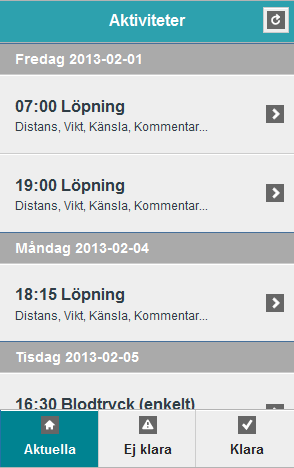 Aktiviteter
Fredag 2013-02-01
07:00 Löpning
Distans, Vikt, Känsla, Kommentar...
19:00 Löpning
Distans, Vikt, Känsla, Kommentar...
Måndag 2013-02-04
18:15 Löpning
Distans, Vikt, Känsla, Kommentar...
Tisdag 2013-02-05
16:30 Blodtryck (enkelt)
Aktuella Ej klara Klara